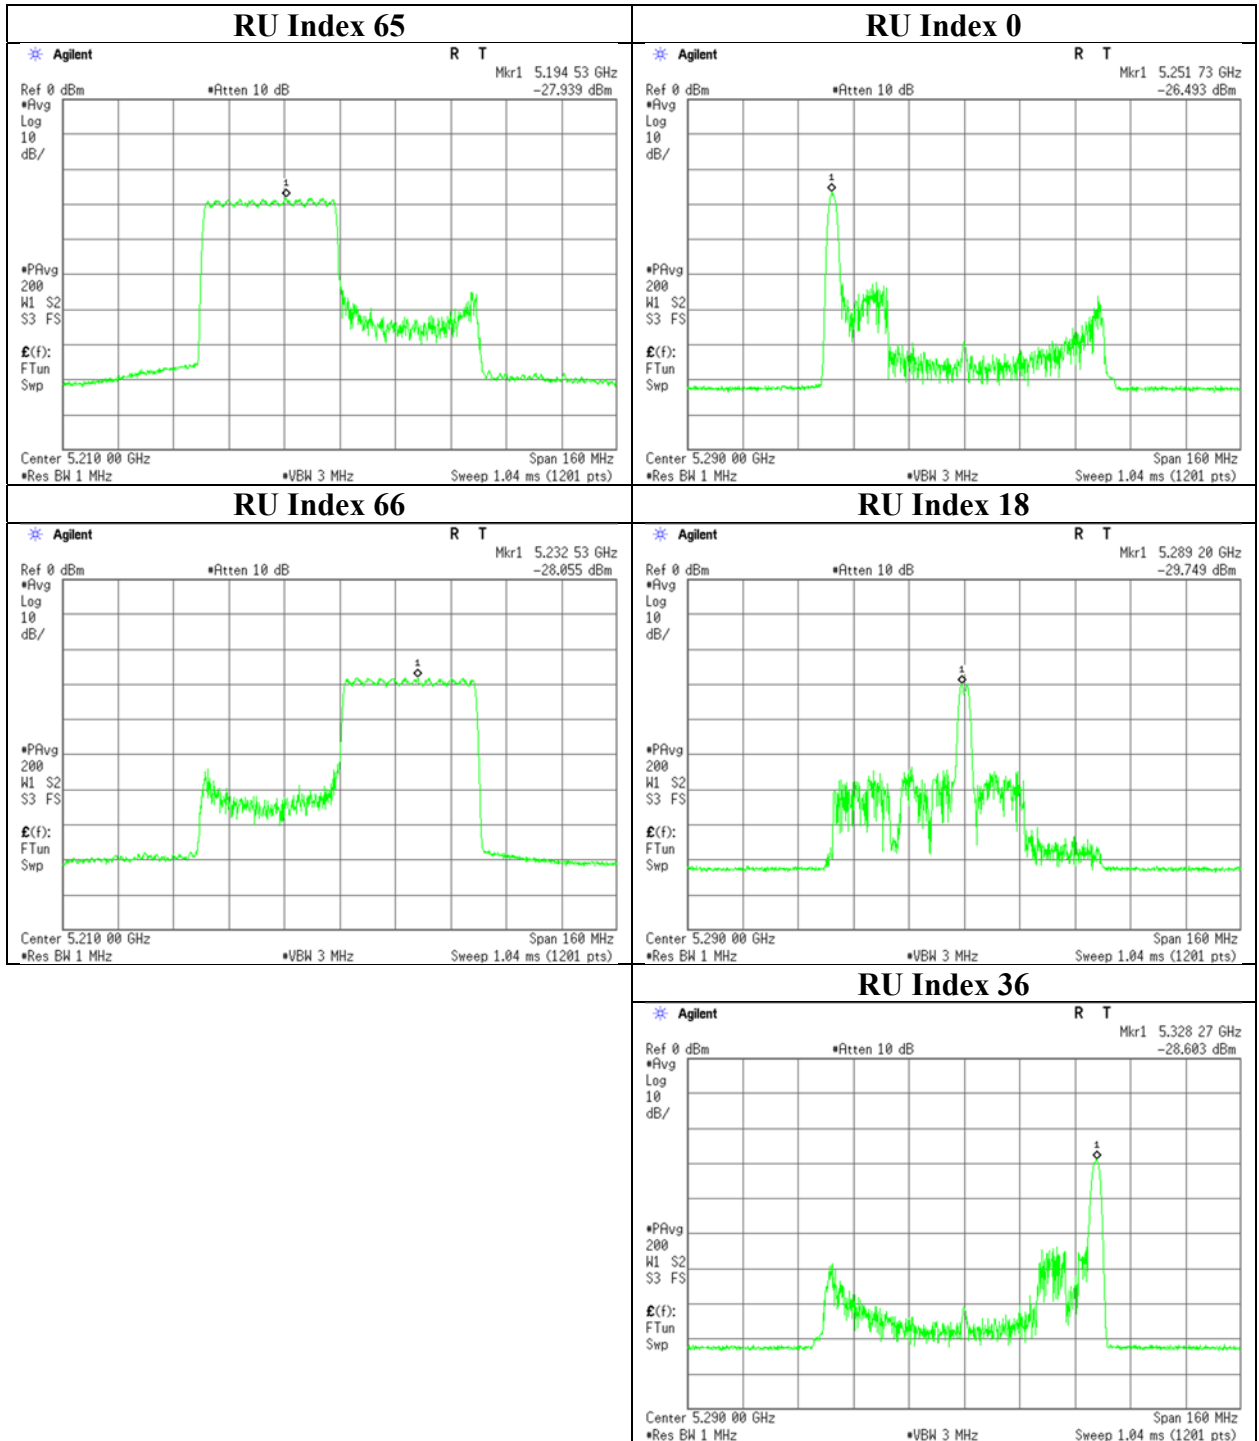 RU Index 65
Agilent
R T
Mkr1 5.194 53 GHz
Ref 0 dBm
*Atten 10 dB
-27.939 dBm
*Avg
Log
10
dB/
1
*PAvg
200
W1 S2
S3 FS
£(f):
FTun
Swp
Center 5.210 00 GHz
Span 160 MHz
*Res BW 1 MHz
*VBW 3 MHz
Sweep 1.04 ms (1201 pts)
RU Index 0
Agilent
R T
Mkr1 5.251 73 GHz
Ref 0 dBm
*Atten 10 dB
-26.493 dBm
*Avg
Log
10
dB/
1
*PAvg
200
W1 S2
S3 FS
£(f):
FTun
Swp
Center 5.290 00 GHz
Span 160 MHz
*Res BW 1 MHz
*VBW 3 MHz
Sweep 1.04 ms (1201 pts)
RU Index 66
Agilent
R T
Mkr1 5.232 53 GHz
Ref 0 dBm
*Atten 10 dB
-28.055 dBm
*Avg
Log
10
dB/
1
*PAvg
200
W1 S2
S3 FS
£(f):
FTun
Swp
Center 5.210 00 GHz
Span 160 MHz
*Res BW 1 MHz
*VBW 3 MHz
Sweep 1.04 ms (1201 pts)
RU Index 18
Agilent
R T
Mkr1 5.289 20 GHz
Ref 0 dBm
*Atten 10 dB
-29.749 dBm
*Avg
Log
10
dB/
1
*PAvg
200
W1 S2
S3 FS
£(f):
FTun
Swp
Center 5.290 00 GHz
Span 160 MHz
*Res BW 1 MHz
*VBW 3 MHz
Sweep 1.04 ms (1201 pts)
RU Index 36
Agilent
R T
Mkr1 5.328 27 GHz
Ref 0 dBm
*Atten 10 dB
-28.603 dBm
*Avg
Log
10
dB/
1
*PAvg
200
W1 S2
S3 FS
£(f):
FTun
Swp
Center 5.290 00 GHz
Span 160 MHz
*Res BW 1 MHz
*VBW 3 MHz
Sweep 1.04 ms (1201 pts)